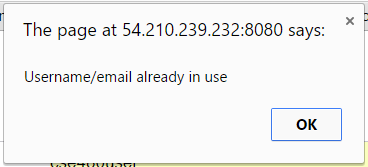 The page at 54.210.239.232:8080 says:
Username/email already in use
OK